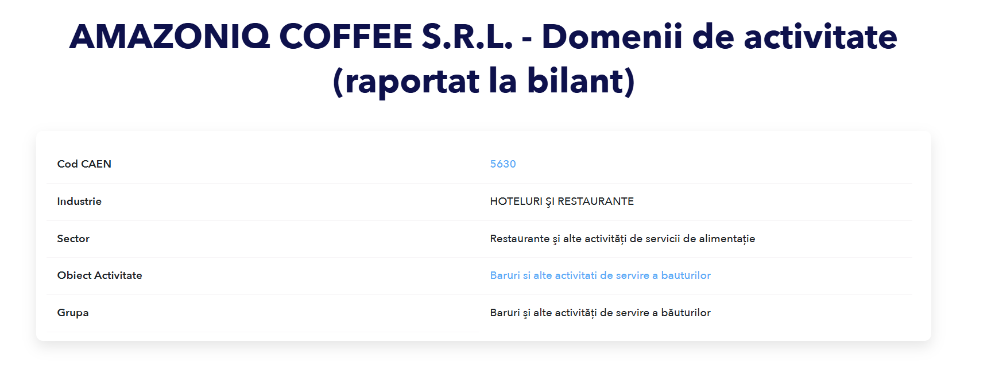 AMAZONIQ COFFEE S.R.L. - Domenii de activitate
(raportat la bilant)
Cod CAEN 5630
Industrie HOTELURI ŞI RESTAURANTE
Sector Restaurante şi alte activităţi de servicii de alimentaţie
Obiect Activitate Baruri si alte activitati de servire a bauturilor
Grupa Baruri şi alte activităţi de servire a băuturilor